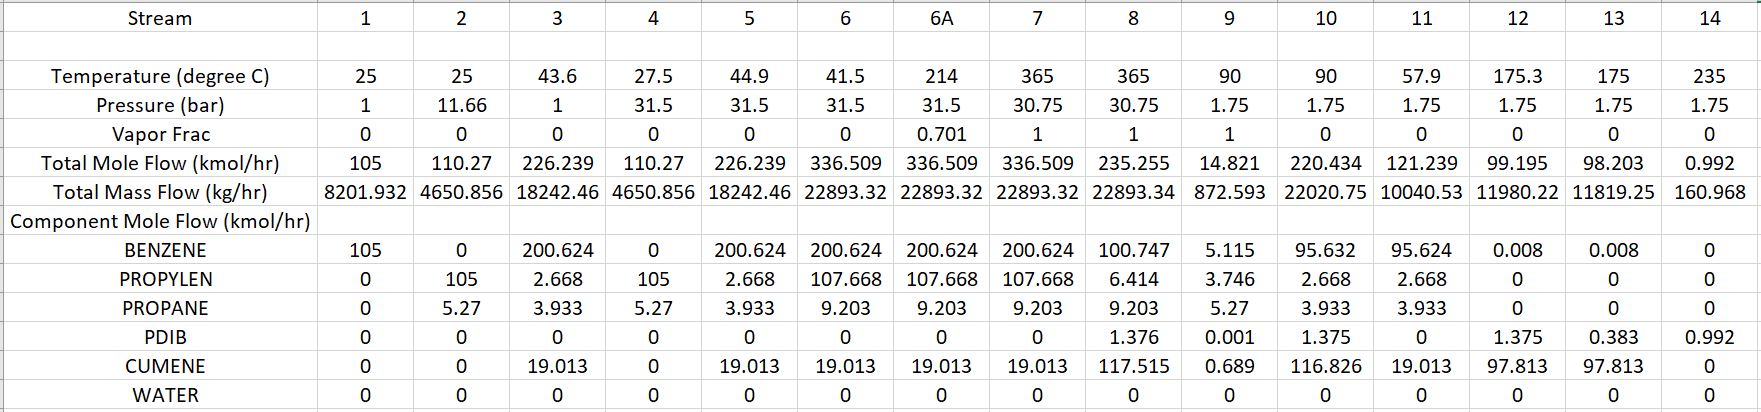 Stream 1 2 3 4 5 6 6A 7 8 9 10 11 12 13 14
Temperature (degree C) 25 25 43.6 27.5 44.9 41.5 214 365 365 90 90 57.9 175.3 175 235
Pressure (bar) 1 11.66 1 31.5 31.5 31.5 31.5 30.75 30.75 1.75 1.75 1.75 1.75 1.75 1.75
Vapor Frac 0 0 0 0 0 0 0.701 1 1 1 0 0 0 0 0
Total Mole Flow (kmol/hr) 105 110.27 226.239 110.27 226.239 336.509 336.509 336.509 235.255 14.821 220.434 121.239 99.195 98.203 0.992
Total Mass Flow (kg/hr) 8201.932 4650.856 18242.46 4650.856 18242.46 22893.32 22893.32 22893.32 22893.34 872.593 22020.75 10040.53 11980.22 11819.25 160.968
Component Mole Flow (kmol/hr)
BENZENE 105 0 200.624 0 200.624 200.624 200.624 200.624 100.747 5.115 95.632 95.624 0.008 0.008 0
PROPYLEN 0 105 2.668 105 2.668 107.668 107.668 107.668 6.414 3.746 2.668 2.668 0 0 0
PROPANE 0 5.27 3.933 5.27 3.933 9.203 9.203 9.203 9.203 5.27 3.933 3.933 0 0 0
PDIB 0 0 0 0 0 0 0 0 1.376 0.001 1.375 0 1.375 0.383 0.992
CUMENE 0 0 19.013 0 19.013 19.013 19.013 19.013 117.515 0.689 116.826 19.013 97.813 97.813 0
WATER 0 0 0 0 0 0 0 0 0 0 0 0 0 0 0